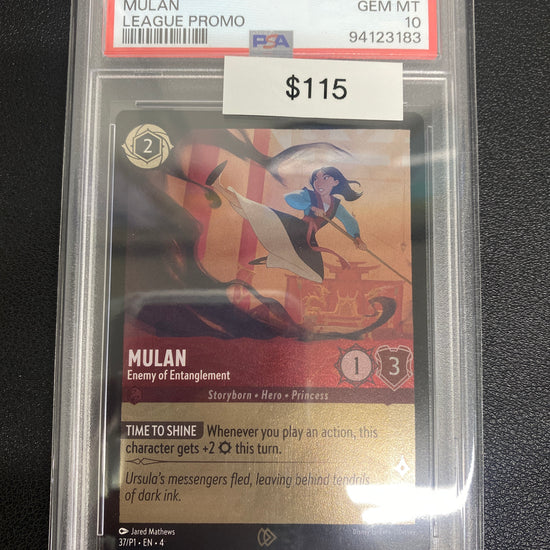 MULAN GEM MT
LEAGUE PROMO 10
PSA 94123183
$115
2
MULAN
Enemy of Entanglement
1 3
Storyborn • Hero • Princess
TIME TO SHINE Whenever you play an action, this
character gets +2 this turn.
Ursula's messengers fled, leaving behind tendrils
of dark ink.
Jared Mathews
37/P1 • EN • 4